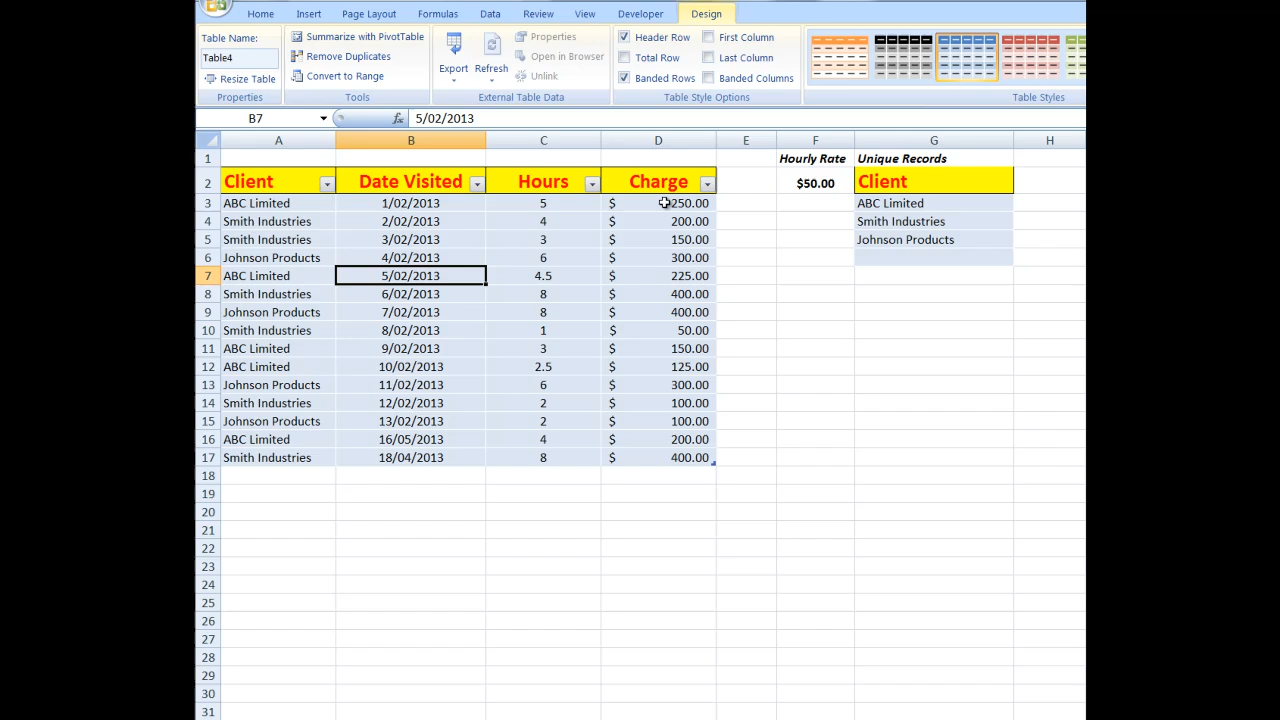 Home Insert Page Layout Formulas Data Review View Developer Design
Table Name: Summarize with PivotTable Properties Header Row First Column
Table4 Remove Duplicates Export Refresh Open in Browser Total Row Last Column
Resize Table Convert to Range Unlink Banded Rows Banded Columns
Properties Tools External Table Data Table Style Options Table Styles
B7 fx 5/02/2013
A B C D E F G H
1 Hourly Rate Unique Records
2 Client Date Visited Hours Charge $50.00 Client
3 ABC Limited 1/02/2013 5 $ 250.00 ABC Limited
4 Smith Industries 2/02/2013 4 $ 200.00 Smith Industries
5 Smith Industries 3/02/2013 3 $ 150.00 Johnson Products
6 Johnson Products 4/02/2013 6 $ 300.00
7 ABC Limited 5/02/2013 4.5 $ 225.00
8 Smith Industries 6/02/2013 8 $ 400.00
9 Johnson Products 7/02/2013 8 $ 400.00
10 Smith Industries 8/02/2013 1 $ 50.00
11 ABC Limited 9/02/2013 3 $ 150.00
12 ABC Limited 10/02/2013 2.5 $ 125.00
13 Johnson Products 11/02/2013 6 $ 300.00
14 Smith Industries 12/02/2013 2 $ 100.00
15 Johnson Products 13/02/2013 2 $ 100.00
16 ABC Limited 16/05/2013 4 $ 200.00
17 Smith Industries 18/04/2013 8 $ 400.00
18
19
20
21
22
23
24
25
26
27
28
29
30
31